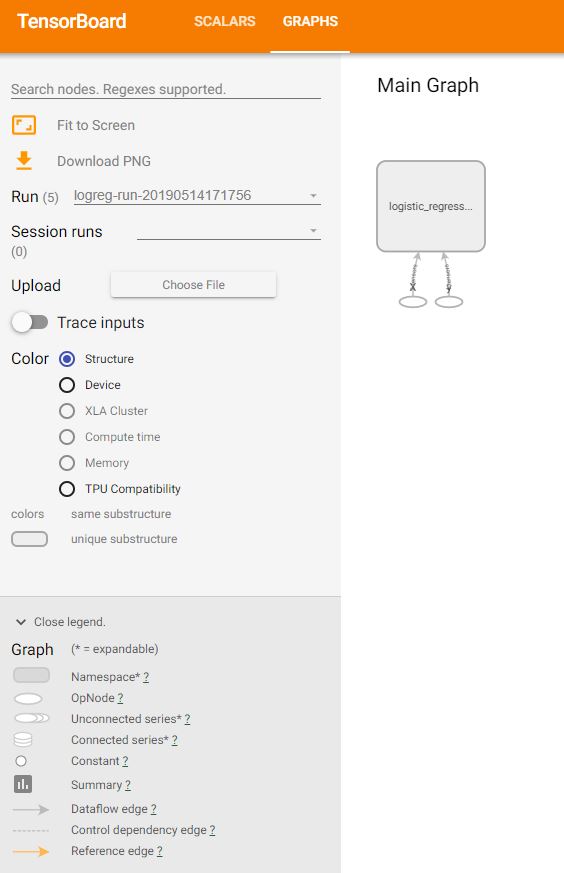 TensorBoard SCALARS GRAPHS
Search nodes. Regexes supported.
Fit to Screen
Download PNG
Run (5) logreg-run-20190514171756
Session runs
(0)
Upload Choose File
Trace inputs
Color Structure
Device
XLA Cluster
Compute time
Memory
TPU Compatibility
colors same substructure
unique substructure
Close legend.
Graph (* = expandable)
Namespace* ?
OpNode ?
Unconnected series* ?
Connected series* ?
Constant ?
Summary ?
Dataflow edge ?
Control dependency edge ?
Reference edge ?
Main Graph
logistic_regress...
X y